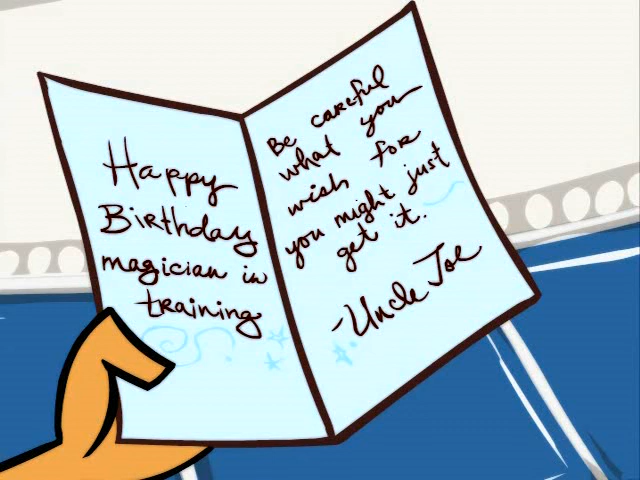 Happy
Birthday
magician in
training
Be careful
what you
wish for
you might just
get it.
-Uncle Joe